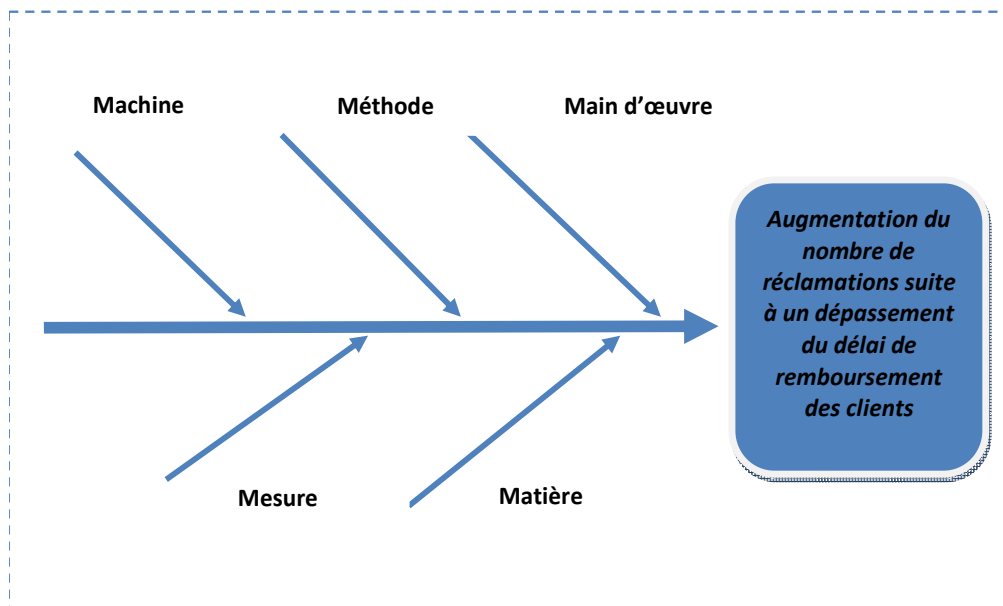 Machine
Méthode
Main d’œuvre
Augmentation du
nombre de
réclamations suite
à un dépassement
du délai de
remboursement
des clients
Mesure
Matière